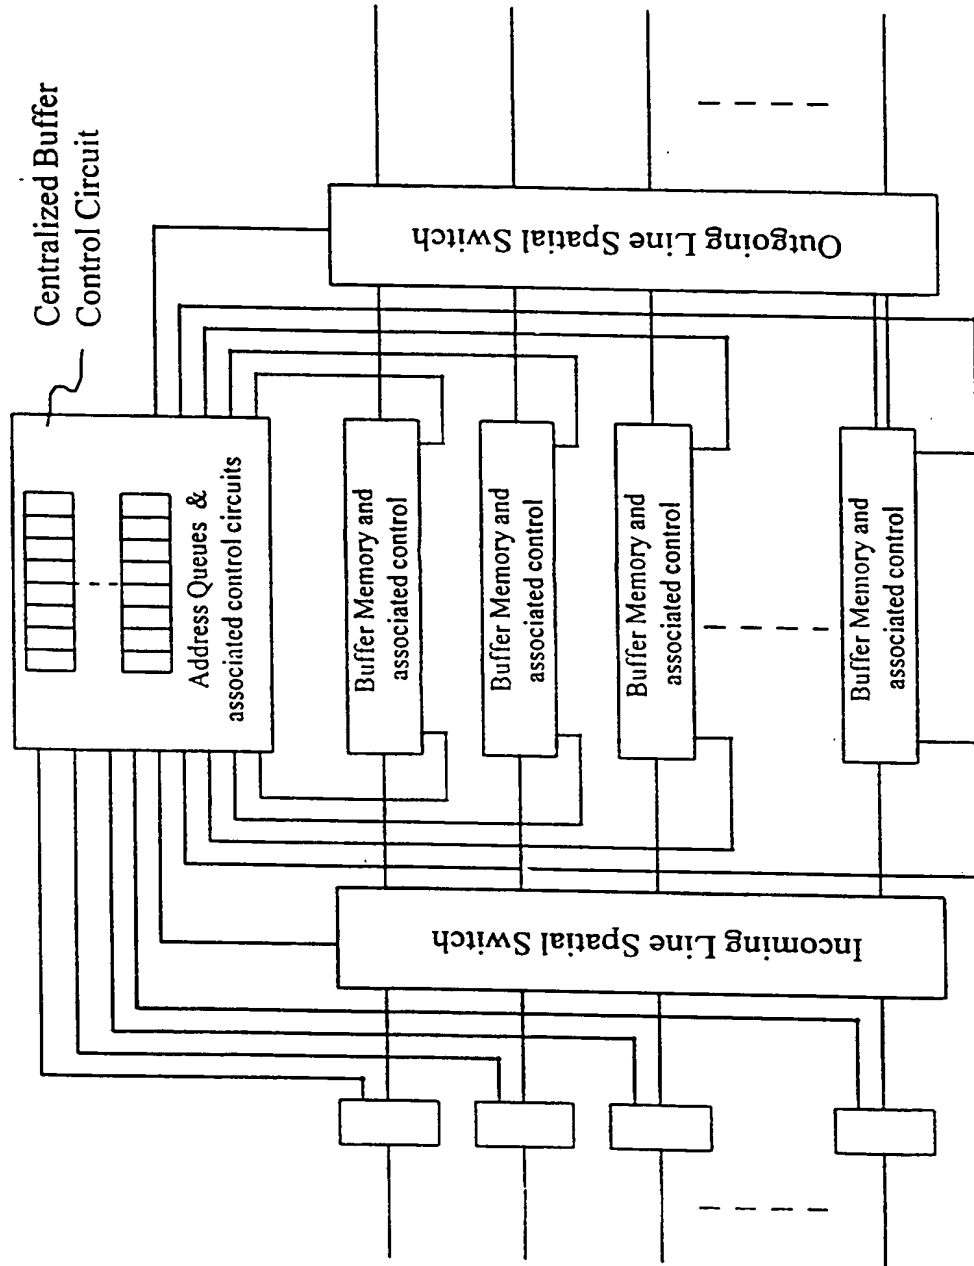 Centralized Buffer
Control Circuit
Address Queues &
associated control circuits
Buffer Memory and
associated control
Buffer Memory and
associated control
Buffer Memory and
associated control
Buffer Memory and
associated control
Incoming Line Spatial Switch
Outgoing Line Spatial Switch